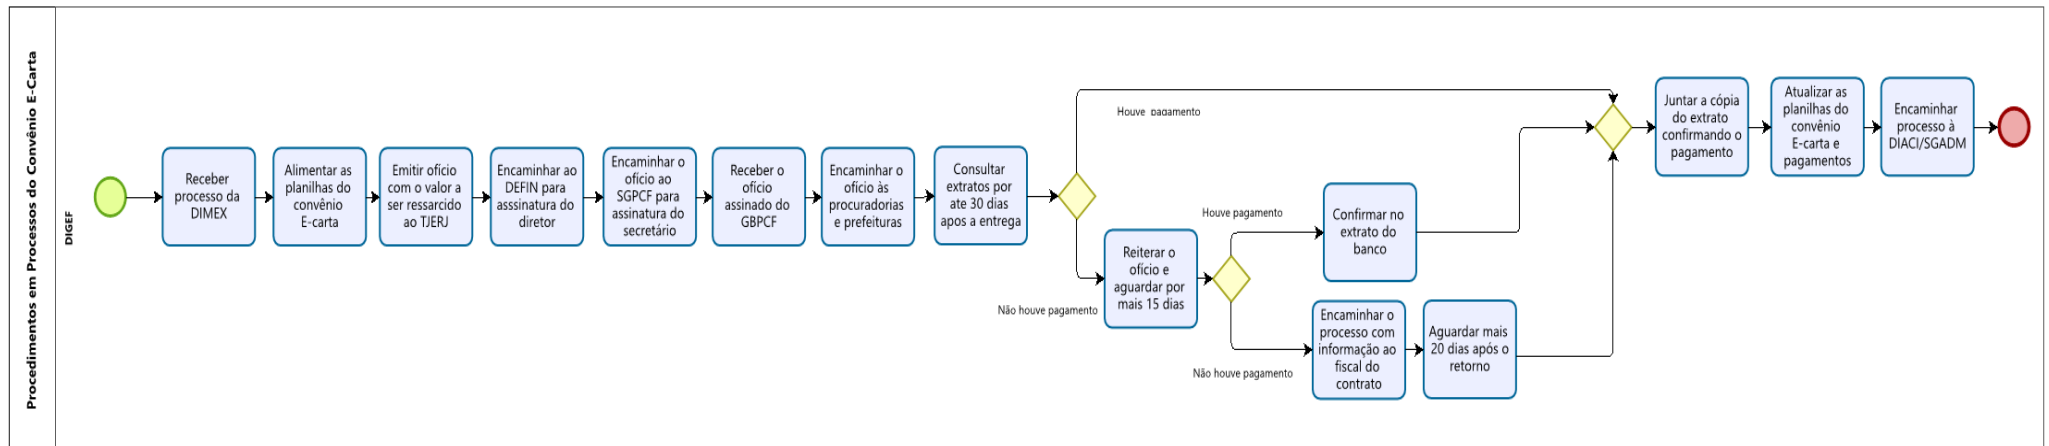 Procedimentos em Processos do Convênio E-Carta
DIGEF
Receber
processo da
DIMEX
Alimentar as
planilhas do
convênio
E-carta
Emitir ofício
com o valor a
ser ressarcido
ao TJERJ
Encaminhar ao
DEFIN para
asssinatura do
diretor
Encaminhar o
ofício ao
SGPCF para
assinatura do
secretário
Receber o
ofício
assinado do
GBPCF
Encaminhar o
ofício às
procuradorias
e prefeituras
Consultar
extratos por
ate 30 dias
apos a entrega
Houve pagamento
Não houve pagamento
Reiterar o
ofício e
aguardar por
mais 15 dias
Houve pagamento
Confirmar no
extrato do
banco
Não houve pagamento
Encaminhar o
processo com
informação ao
fiscal do
contrato
Aguardar mais
20 dias após o
retorno
Juntar a cópia
do extrato
confirmando o
pagamento
Atualizar as
planilhas do
convênio
E-carta e
pagamentos
Encaminhar
processo à
DIACI/SGADM